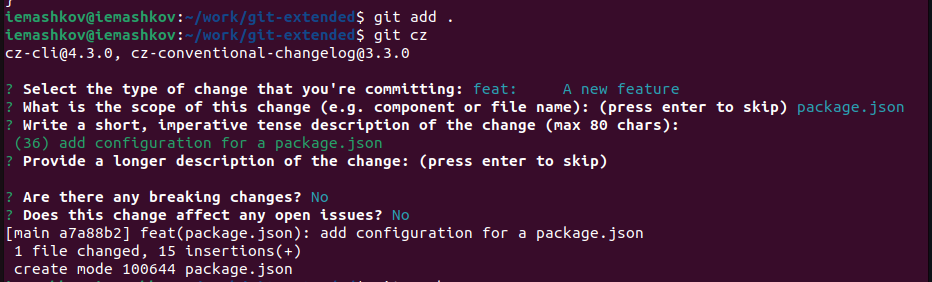 }
iemashkov@iemashkov:~/work/git-extended$ git add .
iemashkov@iemashkov:~/work/git-extended$ git cz
cz-cli@4.3.0, cz-conventional-changelog@3.3.0
? Select the type of change that you're committing: feat:     A new feature
? What is the scope of this change (e.g. component or file name): (press enter to skip) package.json
? Write a short, imperative tense description of the change (max 80 chars):
 (36) add configuration for a package.json
? Provide a longer description of the change: (press enter to skip)
? Are there any breaking changes? No
? Does this change affect any open issues? No
[main a7a88b2] feat(package.json): add configuration for a package.json
 1 file changed, 15 insertions(+)
 create mode 100644 package.json